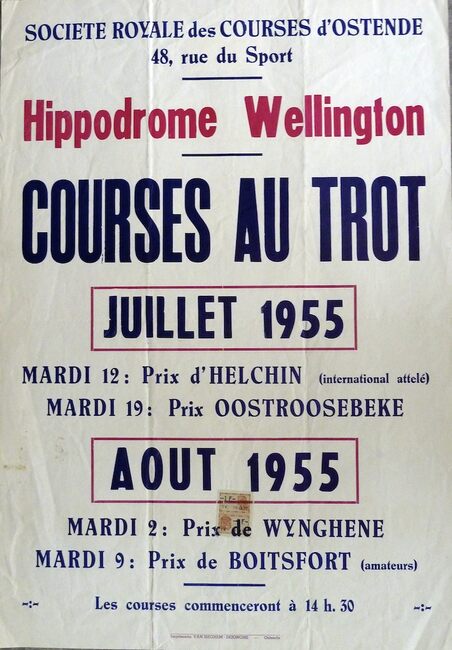 SOCIETE ROYALE des COURSES d'OSTENDE
48, rue du Sport
Hippodrome Wellington
COURSES AU TROT
JUILLET 1955
MARDI 12: Prix d'HELCHIN (international attelé)
MARDI 19: Prix OOSTROOSEBEKE
AOUT 1955
MARDI 2: Prix de WYNGHENE
MARDI 9: Prix de BOITSFORT (amateurs)
-:- Les courses commenceront à 14 h. 30 -:-
Imprimerie — Ostende